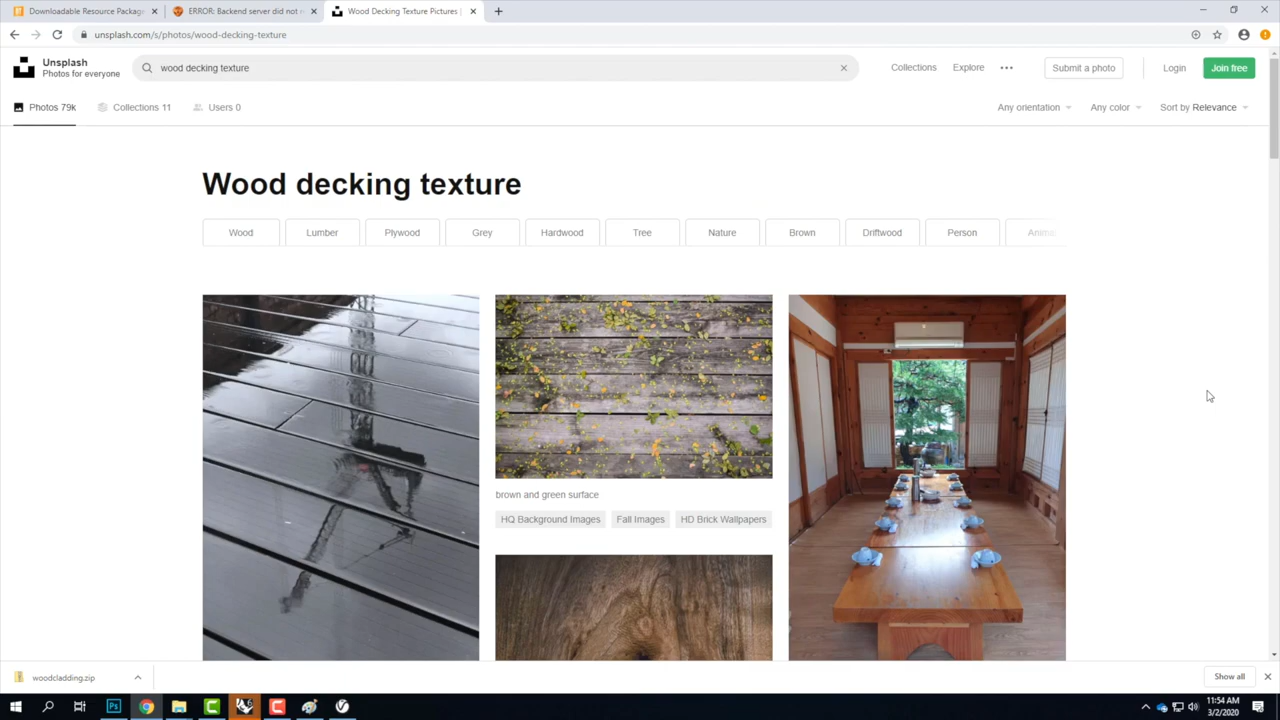 Downloadable Resource Package
ERROR: Backend server did not r
Wood Decking Texture Pictures |
unsplash.com/s/photos/wood-decking-texture
Unsplash
Photos for everyone
wood decking texture
Collections
Explore
Submit a photo
Login
Join free
Photos 79k
Collections 11
Users 0
Any orientation
Any color
Sort by Relevance
Wood decking texture
Wood
Lumber
Plywood
Grey
Hardwood
Tree
Nature
Brown
Driftwood
Person
Anima
brown and green surface
HQ Background Images
Fall Images
HD Brick Wallpapers
woodcladding.zip
Show all
Ps
11:54 AM
3/2/2020